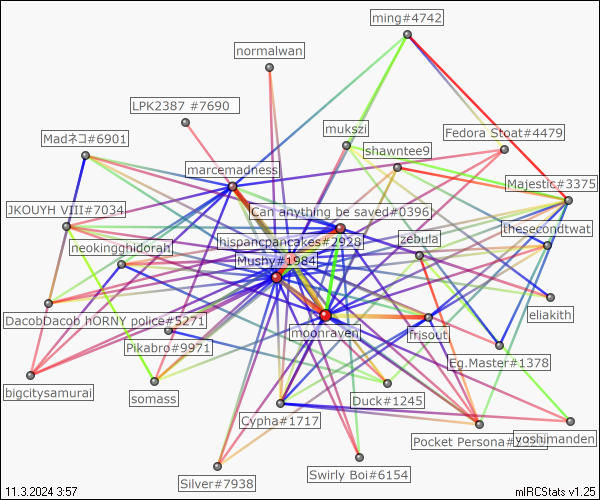 ming#4742
normalwan
LPK2387 #7690
mukszi
Fedora Stoat#4479
Madネコ#6901
shawntee9
marcemadness
Majestic#3375
JKOUYH VIII#7034
Can anything be saved#0396
thesecondtwat
neokingghidorah
hispancpancakes#2928
zebula
Mushy#1984
eliakith
DacobDacob hORNY police#5271
moonraven
frisout
Pikabro#9971
Eg.Master#1378
bigcitysamurai
somass
Duck#1245
Cypha#1717
Pocket Persona
yoshimanden
Swirly Boi#6154
Silver#7938
11.3.2024 3:57
mIRCStats v1.25